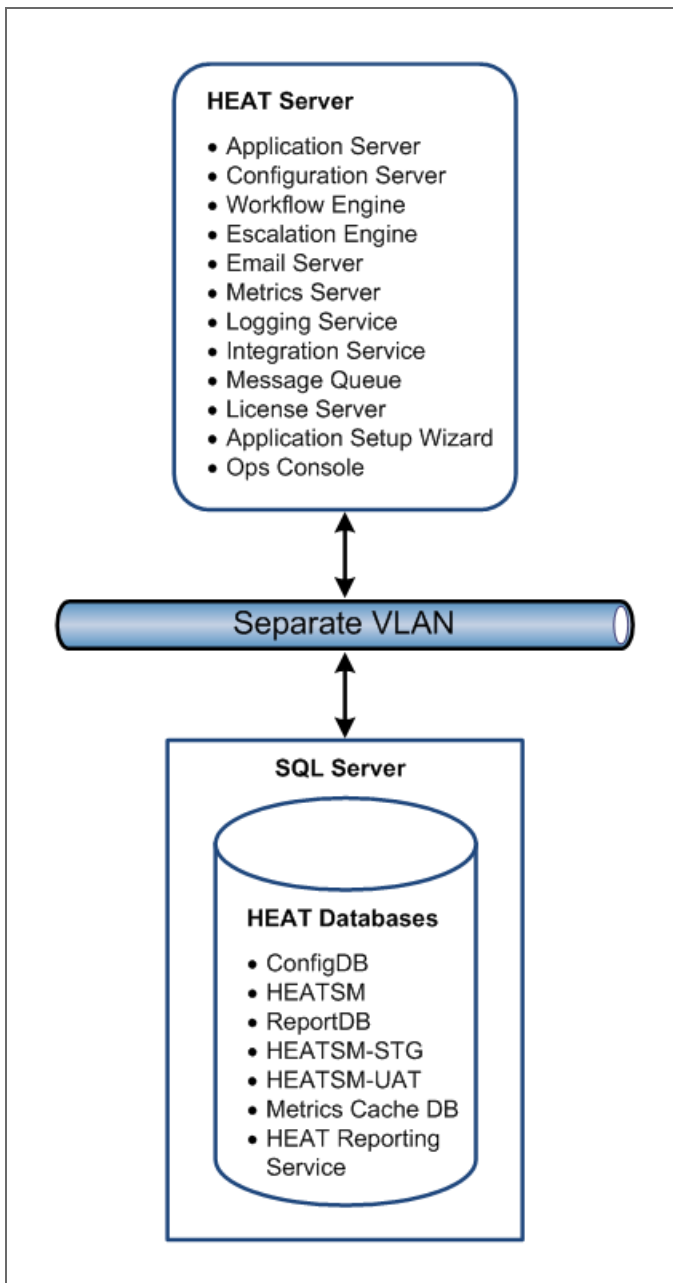 HEAT Server
• Application Server
• Configuration Server
• Workflow Engine
• Escalation Engine
• Email Server
• Metrics Server
• Logging Service
• Integration Service
• Message Queue
• License Server
• Application Setup Wizard
• Ops Console
Separate VLAN
SQL Server
HEAT Databases
• ConfigDB
• HEATSM
• ReportDB
• HEATSM-STG
• HEATSM-UAT
• Metrics Cache DB
• HEAT Reporting
Service